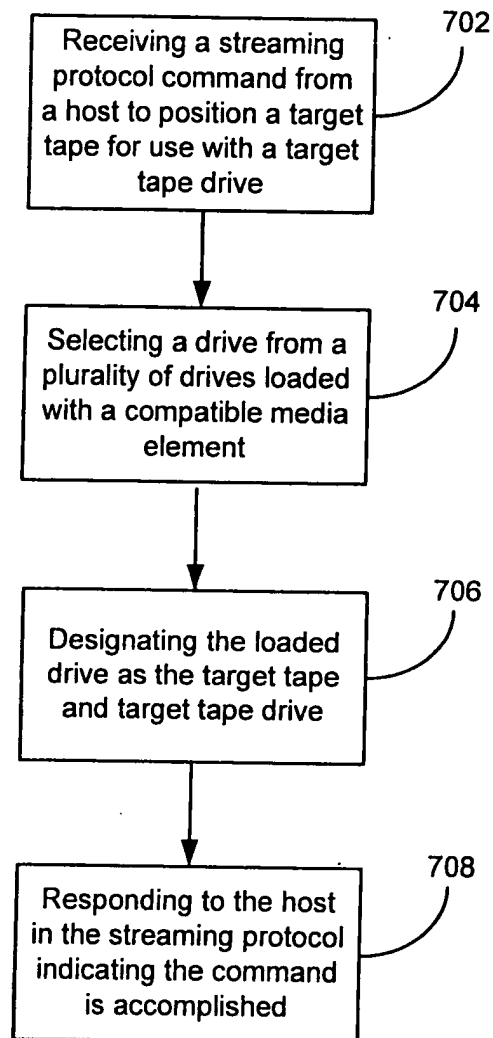 702
Receiving a streaming
protocol command from
a host to position a target
tape for use with a target
tape drive
704
Selecting a drive from a
plurality of drives loaded
with a compatible media
element
706
Designating the loaded
drive as the target tape
and target tape drive
708
Responding to the host
in the streaming protocol
indicating the command
is accomplished